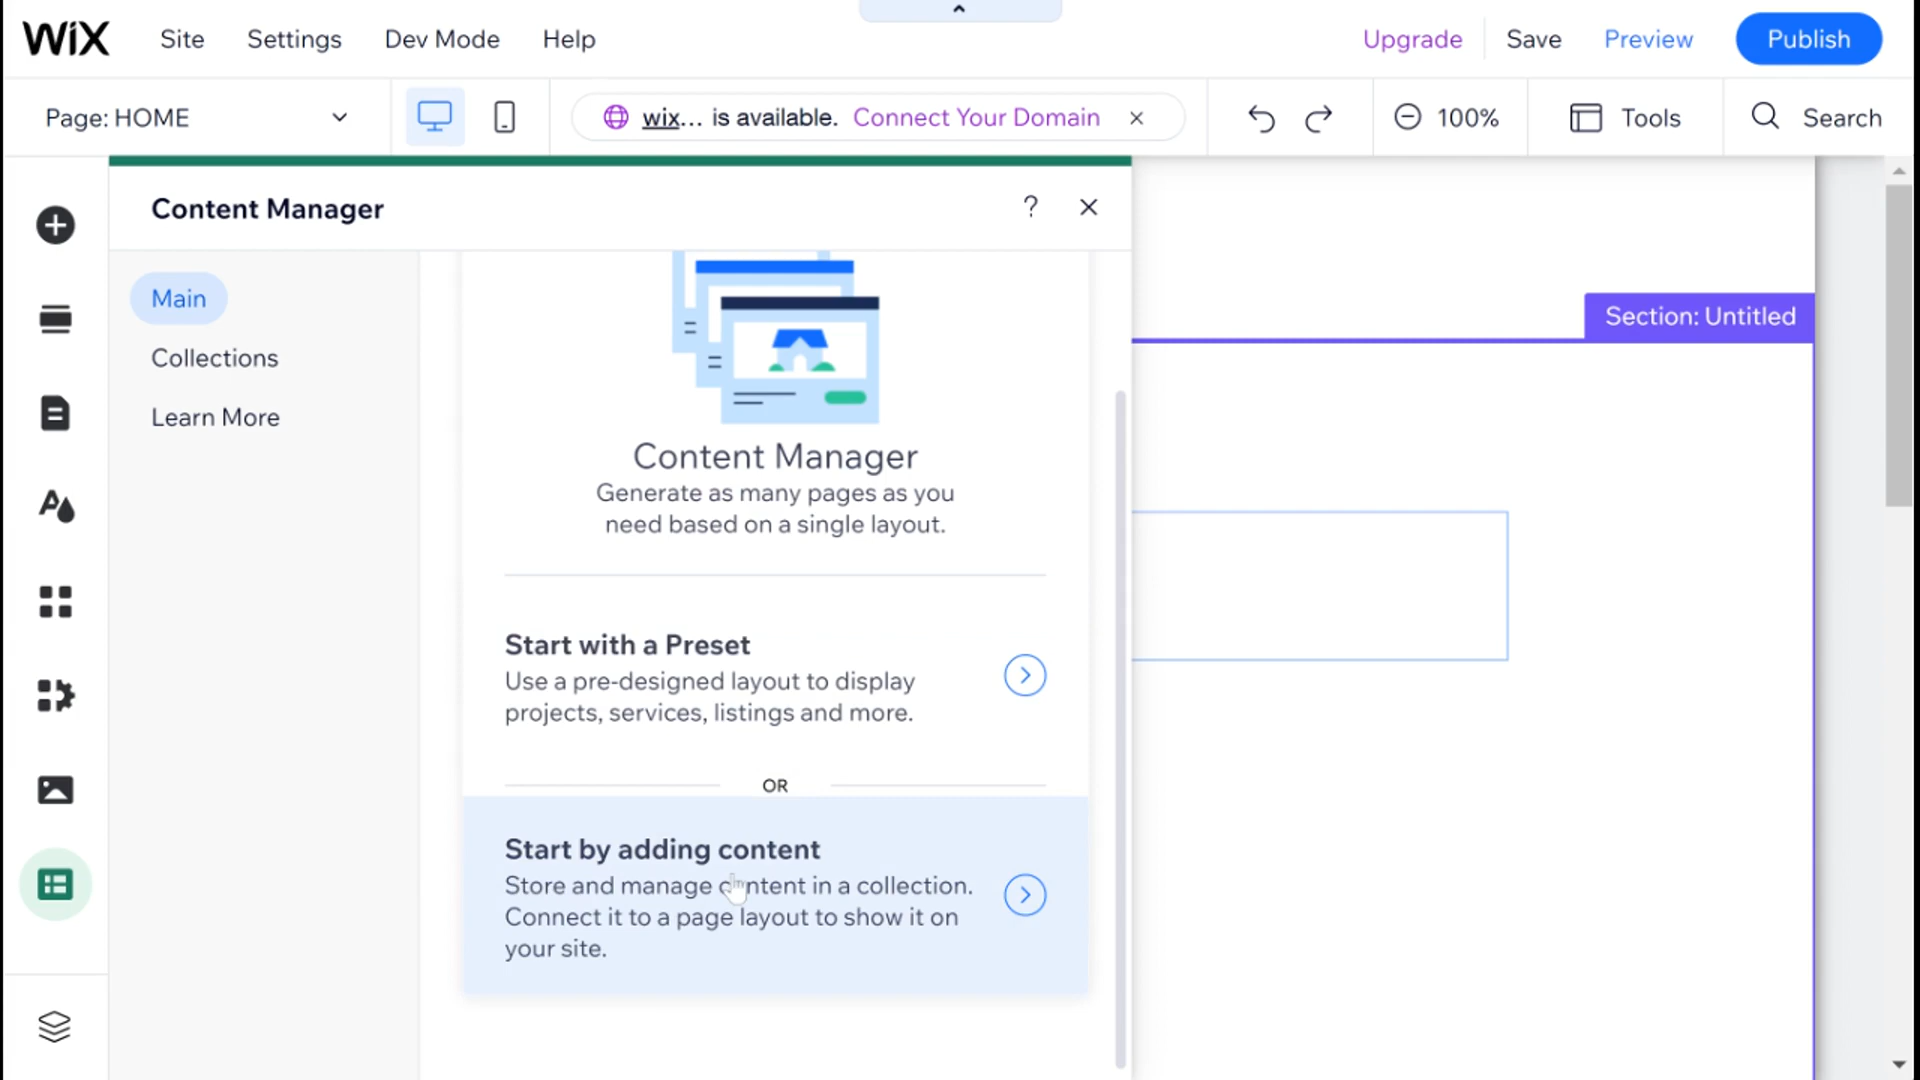 WiX Site Settings Dev Mode Help Upgrade Save Preview Publish
Page: HOME wix... is available. Connect Your Domain 100% Tools Search
Content Manager ?
Main
Collections
Learn More
Section: Untitled
Content Manager
Generate as many pages as you
need based on a single layout.
Start with a Preset
Use a pre-designed layout to display
projects, services, listings and more.
OR
Start by adding content
Store and manage content in a collection.
Connect it to a page layout to show it on
your site.